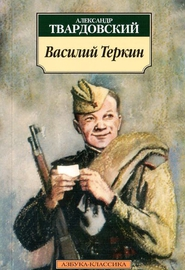 АЛЕКСАНДР
ТВАРДОВСКИЙ
Василий Теркин
АЗБУКА-КЛАССИКА